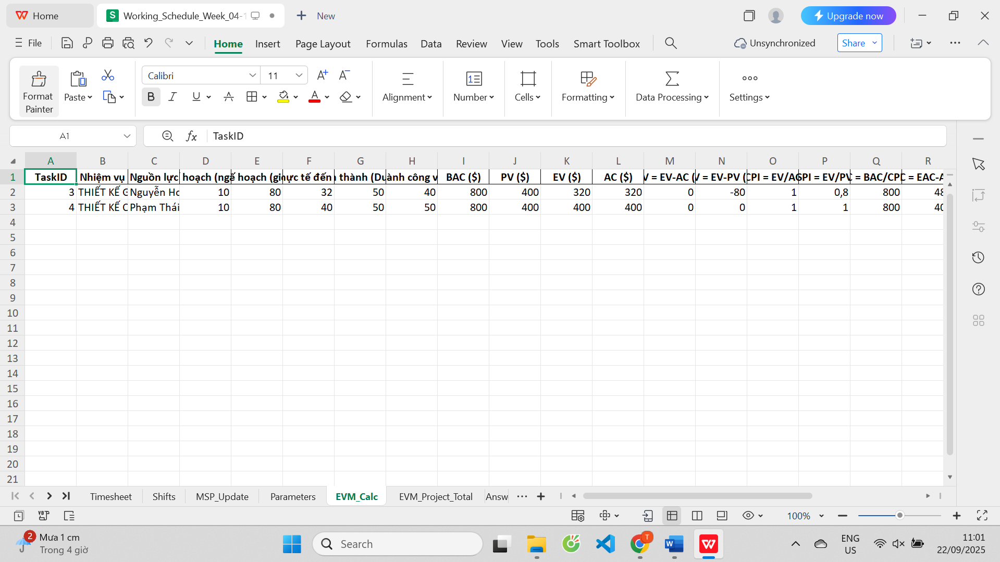 Home
Working_Schedule_Week_04-1
New
Upgrade now
File
Home Insert Page Layout Formulas Data Review View Tools Smart Toolbox
Unsynchronized
Share
Format Painter
Paste
Calibri 11
Alignment
Number
Cells
Formatting
Data Processing
Settings
A1
fx TaskID
A B C D E F G H I J K L M N O P Q R
1 TaskID Nhiệm vụ Nguồn lực hoạch (ngế hoạch (giờ ực tế đến thành (Du ành công v BAC ($) PV ($) EV ($) AC ($) V = EV-AC ( V = EV-PV ( CPI = EV/AC SPI = EV/PV = BAC/CPI C = EAC-A
2 3 THIẾT KẾ G Nguyễn Ho 10 80 32 50 40 800 400 320 320 0 -80 1 0,8 800 48
3 4 THIẾT KẾ C Phạm Thái 10 80 40 50 50 800 400 400 400 0 0 1 1 800 40
4
5
6
7
8
9
10
11
12
13
14
15
16
17
18
19
20
21
Timesheet Shifts MSP_Update Parameters EVM_Calc EVM_Project_Total Answ
100%
2
Mưa 1 cm
Trong 4 giờ
Search
T
ENG
US
11:01
22/09/2025